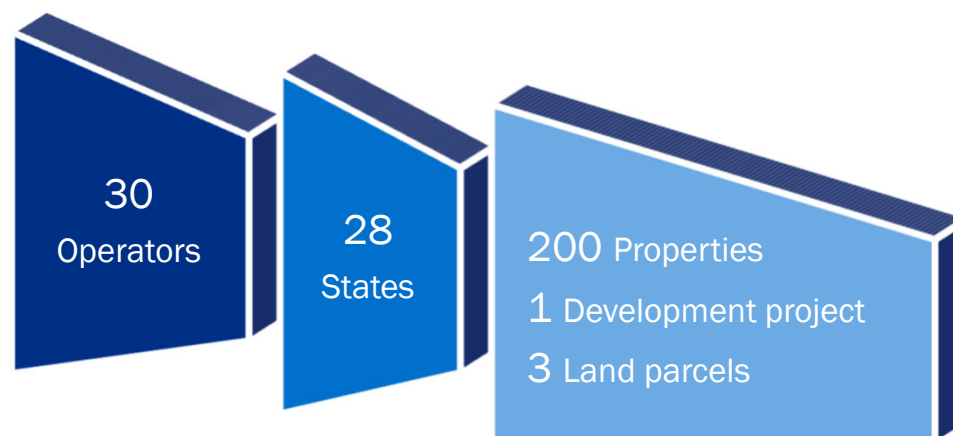 30
Operators
28
States
200 Properties
1 Development project
3 Land parcels